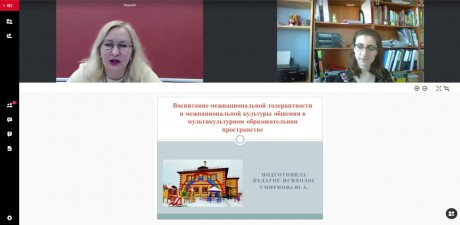 Воспитание межнациональной толерантности
и межнациональной культуры общения в
мультикультурном образовательном
пространстве
ПОДГОТОВИЛА
ПЕДАГОГ-ПСИХОЛОГ
СМИРНОВА Ю.А.